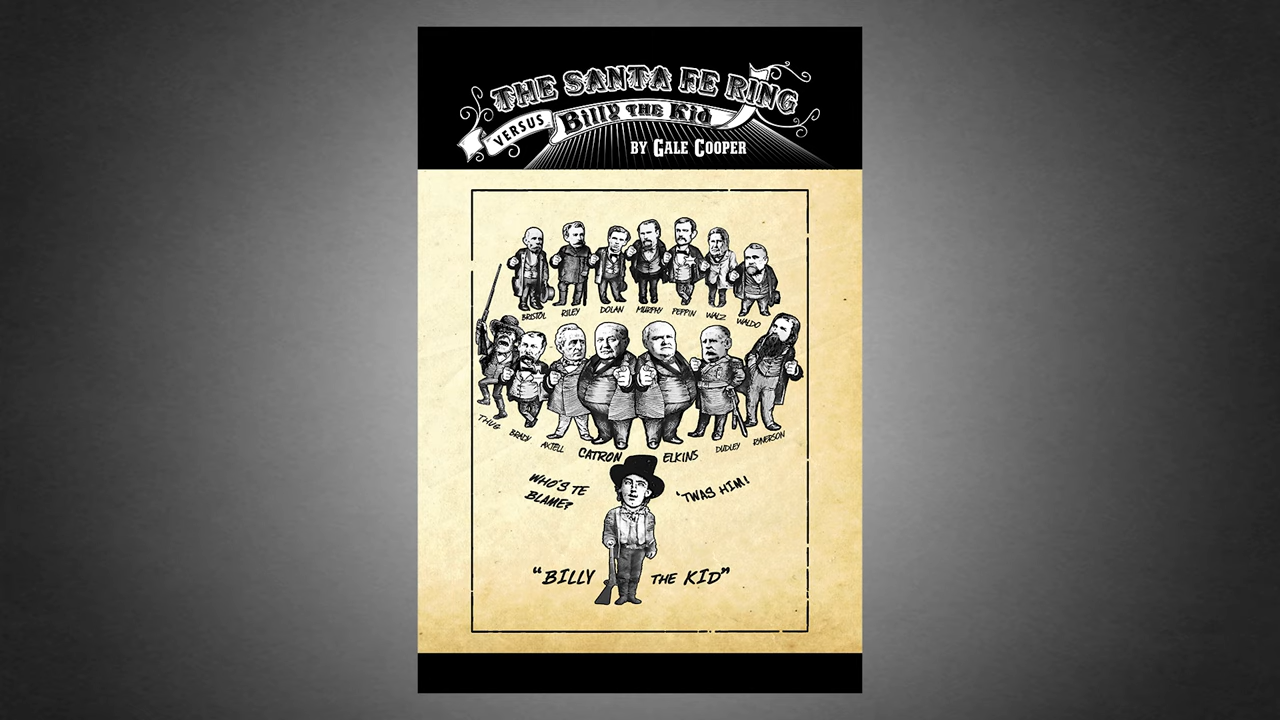 THE SANTA FE RING
VERSUS Billy THE Kid
BY GALE COOPER
BRISTOL RILEY DOLAN MURPHY PEPPIN WALZ WALDO
THUG BRADY AXTELL CATRON ELKINS DUDLEY RYNERSON
WHO'S TE
BLAME?
'TWAS HIM!
"BILLY THE KID"